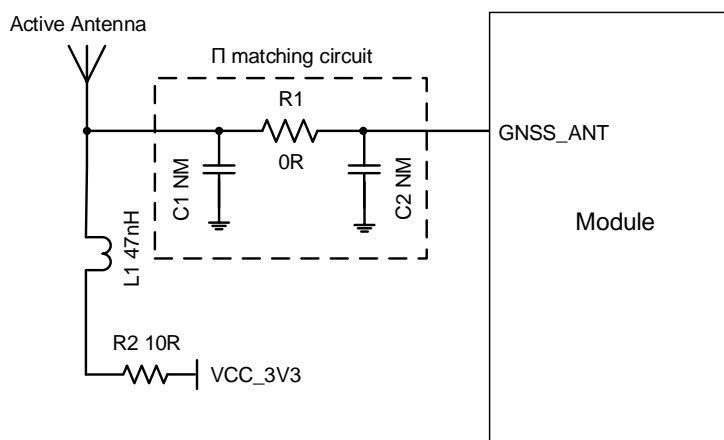 Active Antenna
Π matching circuit
R1
0R
C1 NM
C2 NM
GNSS_ANT
Module
L1 47nH
R2 10R
VCC_3V3